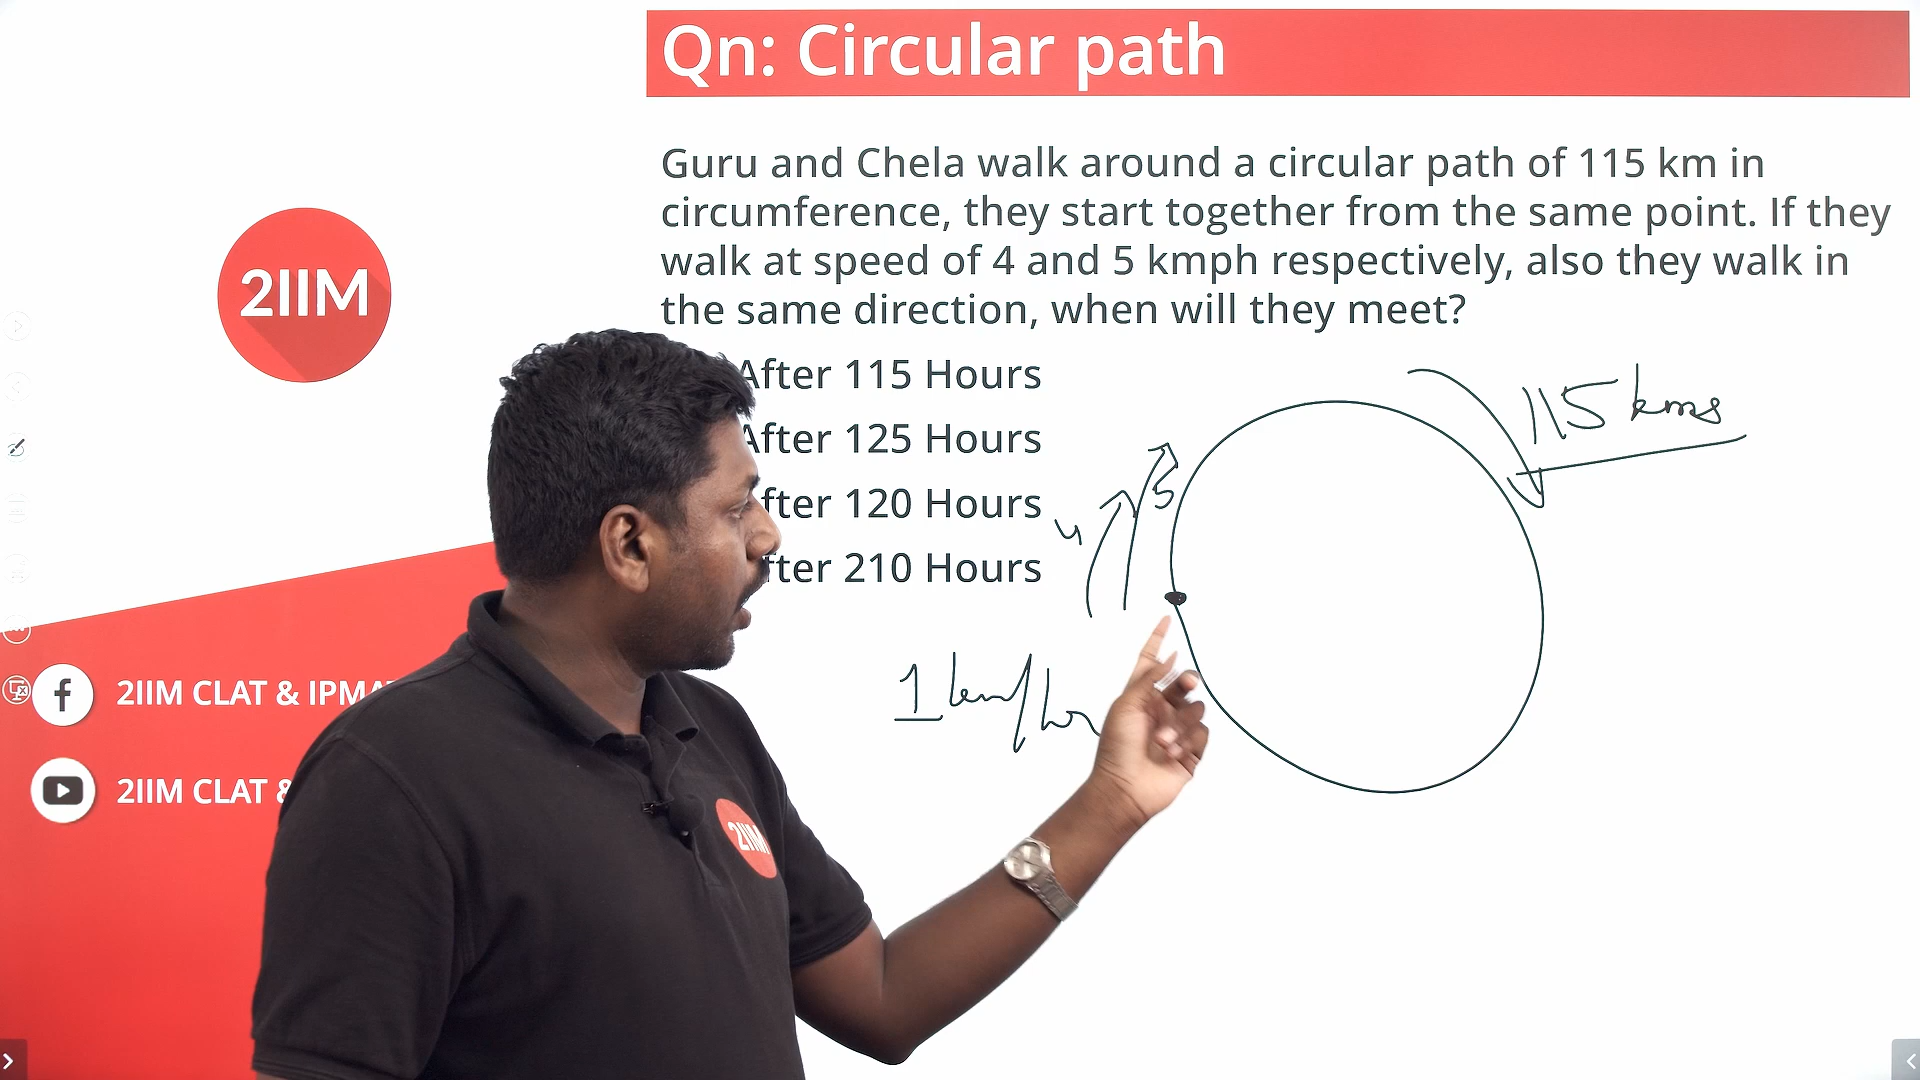 Qn: Circular path
Guru and Chela walk around a circular path of 115 km in
circumference, they start together from the same point. If they
walk at speed of 4 and 5 kmph respectively, also they walk in
the same direction, when will they meet?
After 115 Hours
After 125 Hours
fter 120 Hours
fter 210 Hours
115 kms
5
4
1 km/hr
2IIM
2IIM CLAT & IPMAT
2IIM CLAT &
2IIM